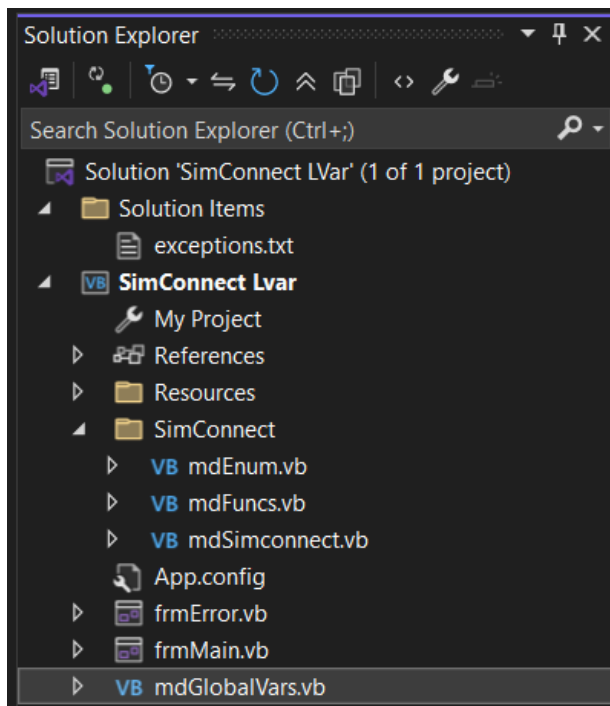 Solution Explorer
Search Solution Explorer (Ctrl+;)
Solution 'SimConnect LVar' (1 of 1 project)
Solution Items
exceptions.txt
VB SimConnect Lvar
My Project
References
Resources
SimConnect
VB mdEnum.vb
VB mdFuncs.vb
VB mdSimconnect.vb
App.config
frmError.vb
frmMain.vb
VB mdGlobalVars.vb